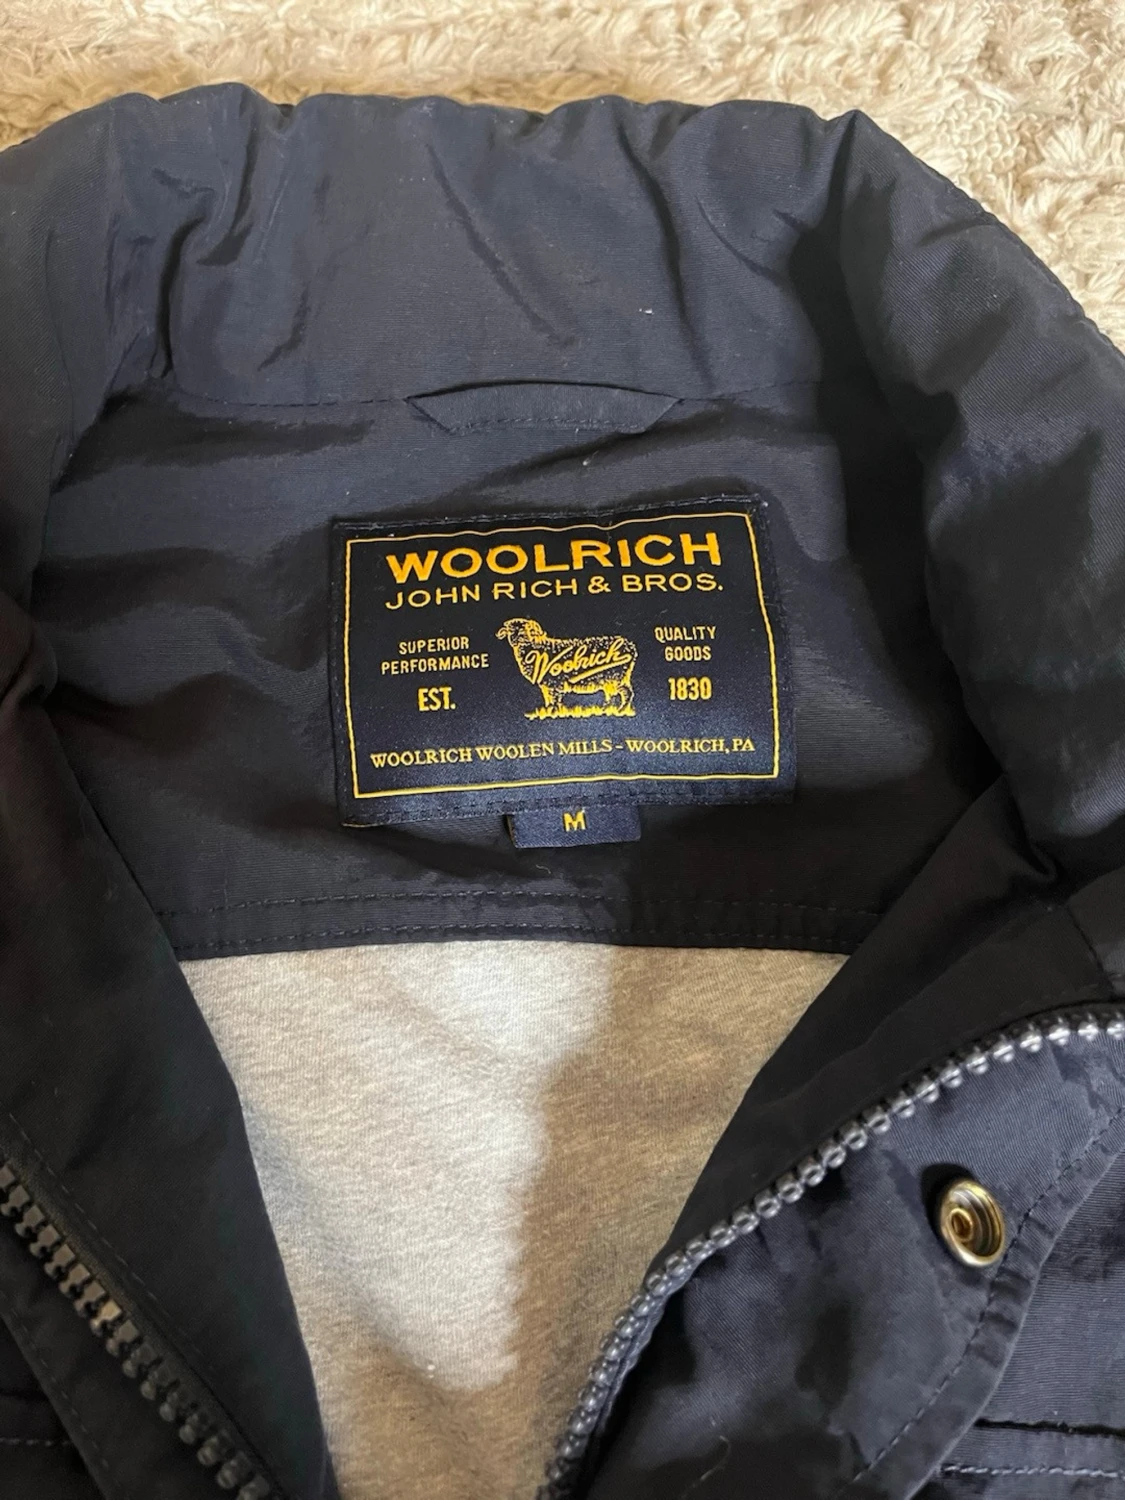 WOOLRICH
JOHN RICH & BROS.
SUPERIOR
PERFORMANCE
EST.
Woolrich
QUALITY
GOODS
1830
WOOLRICH WOOLEN MILLS - WOOLRICH, PA
M